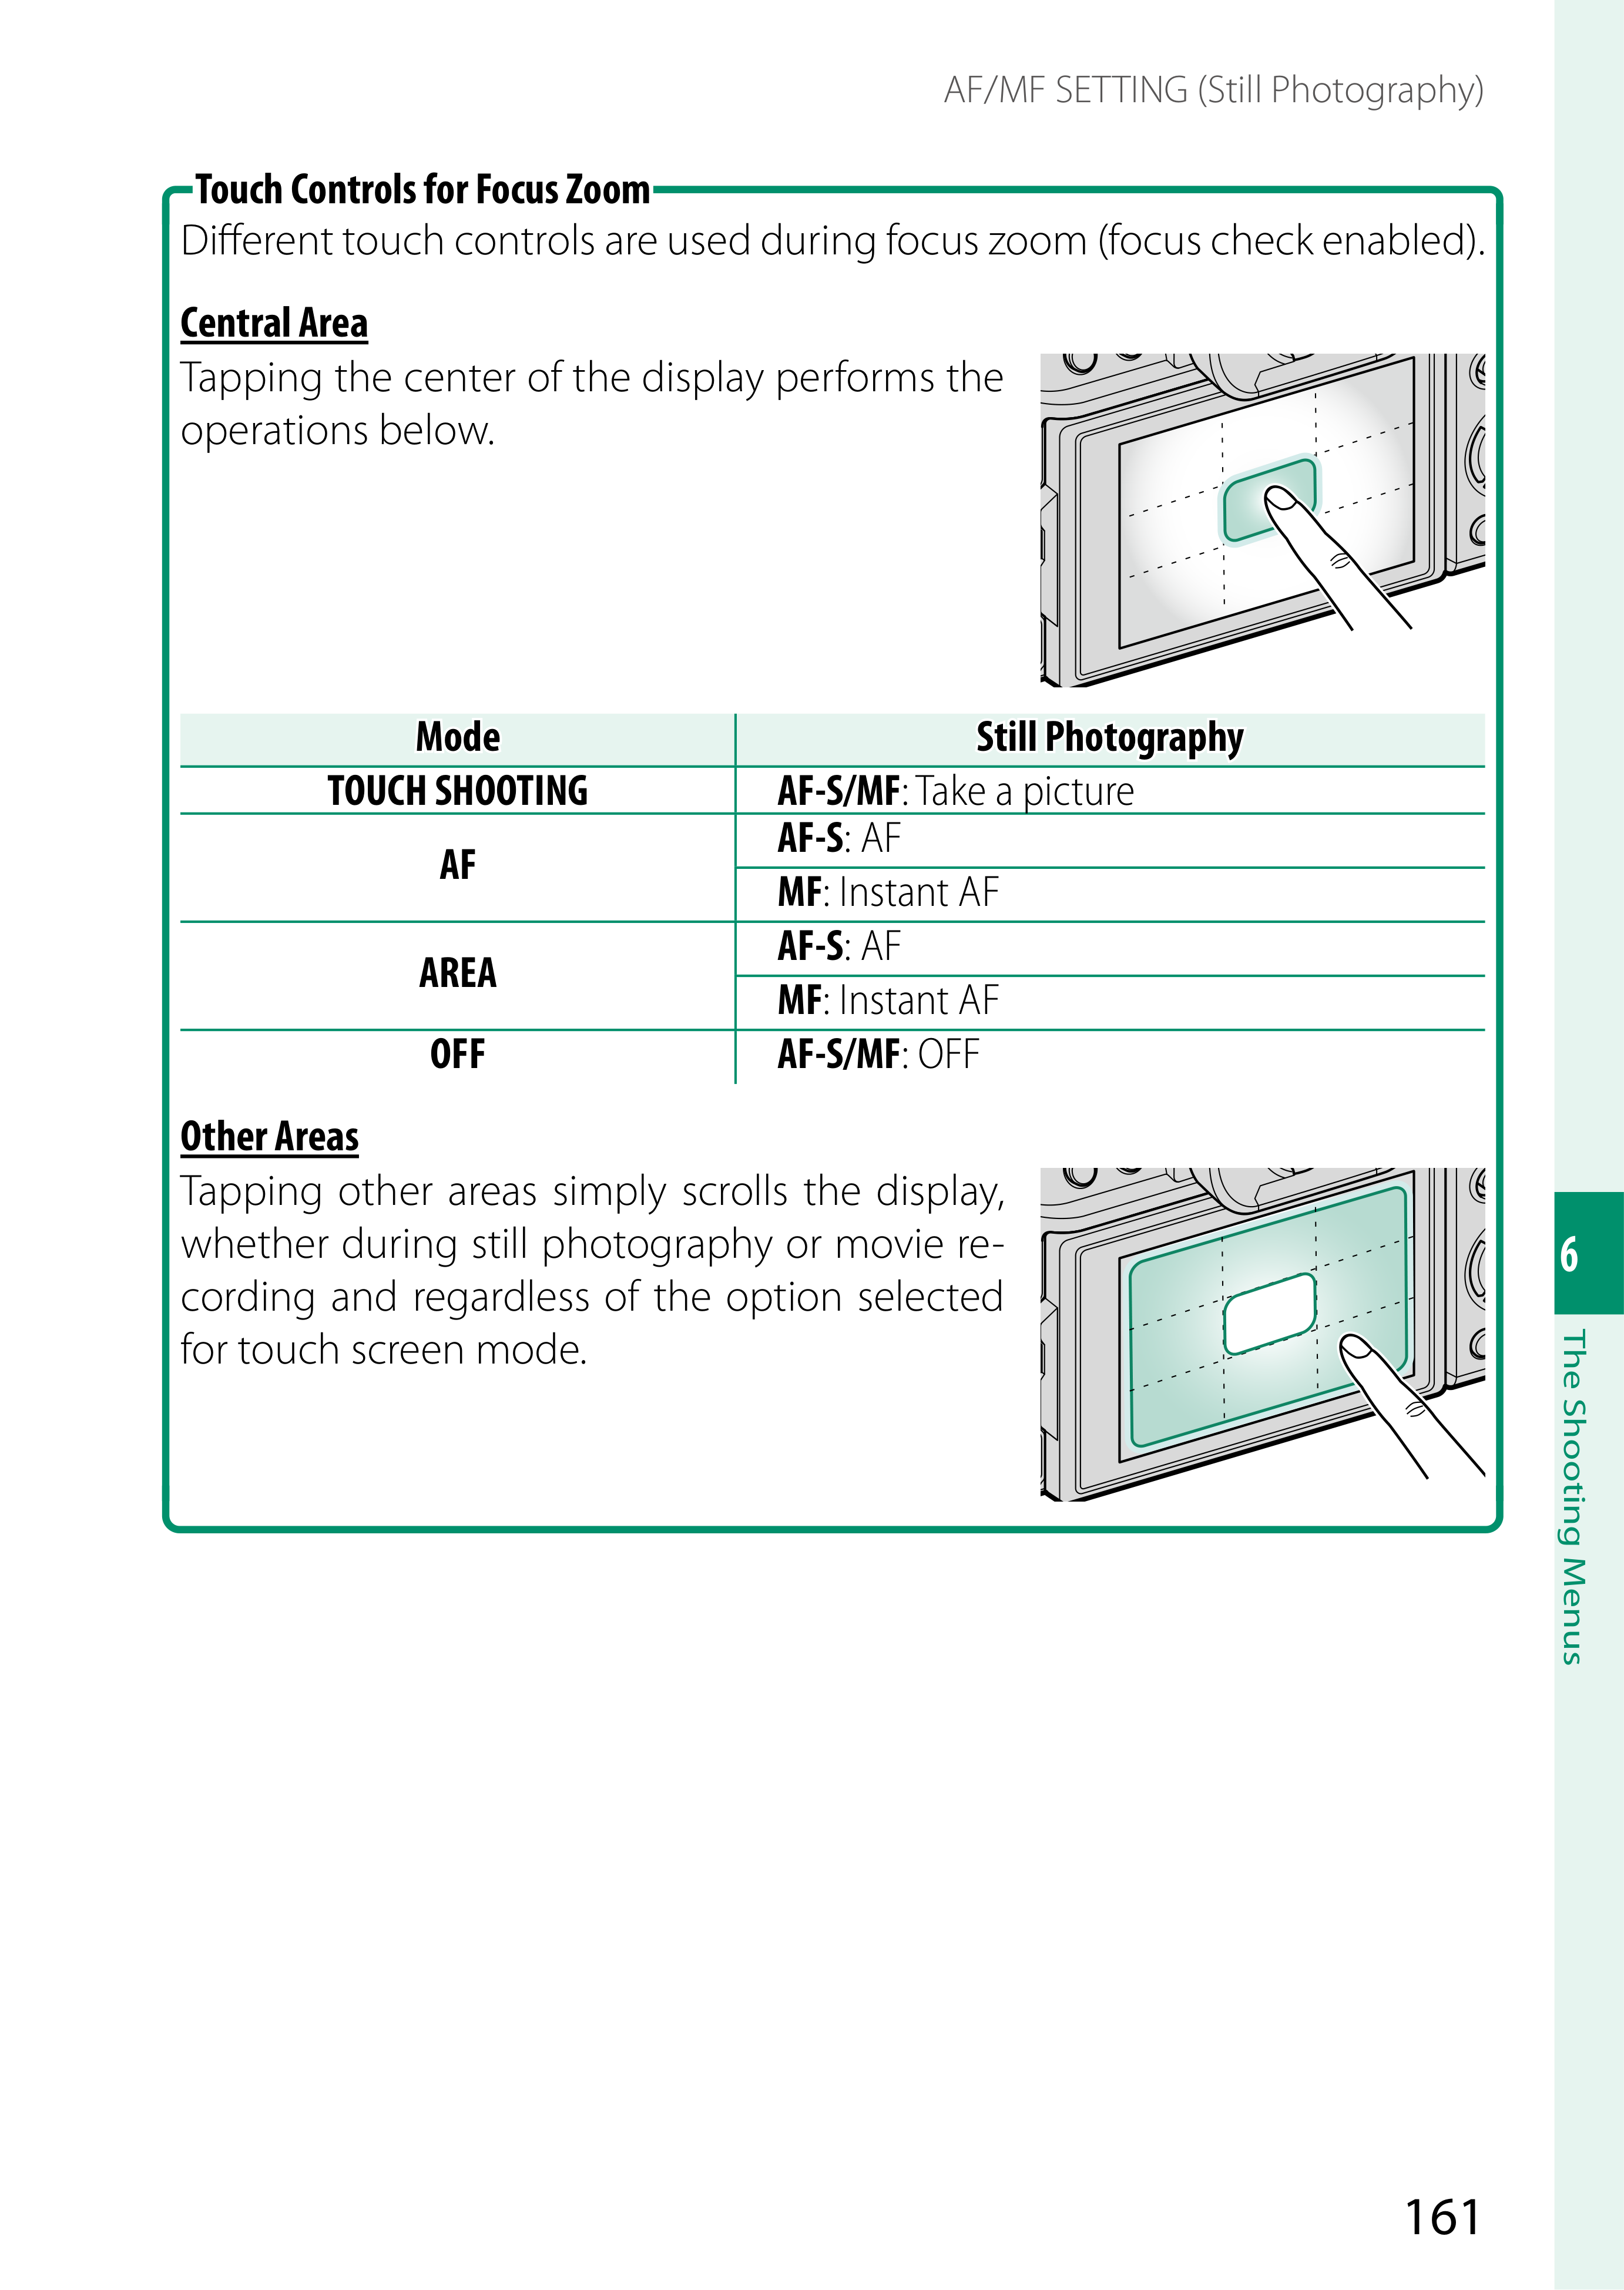 AF/MF SETTING (Still Photography)
Touch Controls for Focus Zoom
Different touch controls are used during focus zoom (focus check enabled).
Central Area
Tapping the center of the display performs the
operations below.
Mode Still Photography
TOUCH SHOOTING AF-S/MF: Take a picture
AF
AF-S: AF
MF: Instant AF
AREA
AF-S: AF
MF: Instant AF
OFF AF-S/MF: OFF
Other Areas
Tapping other areas simply scrolls the display,
whether during still photography or movie re-
cording and regardless of the option selected
for touch screen mode.
6
The Shooting Menus
161